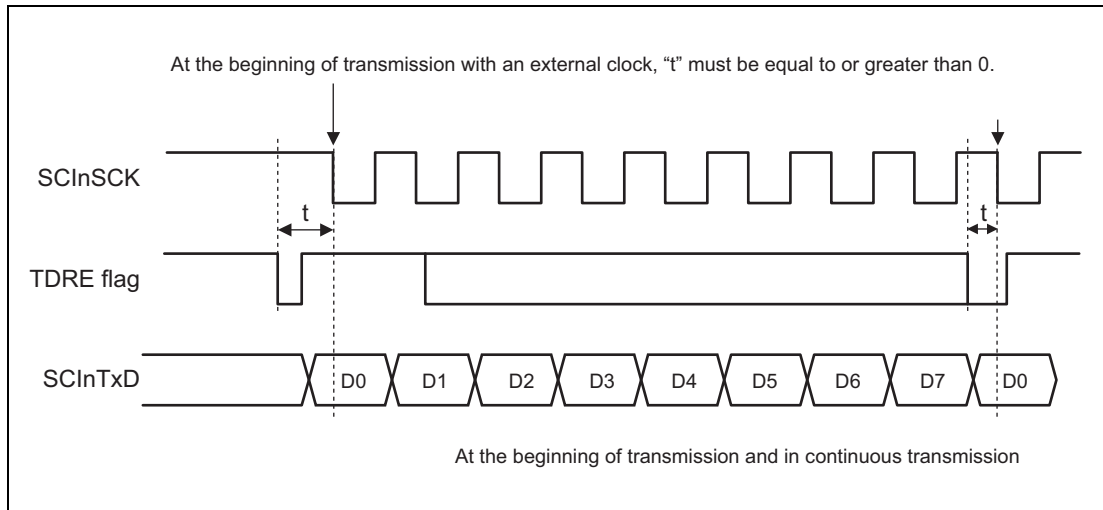 At the beginning of transmission with an external clock, “t” must be equal to or greater than 0.
SCInSCK
t
t
TDRE flag
SCInTxD
D0 D1 D2 D3 D4 D5 D6 D7 D0
At the beginning of transmission and in continuous transmission